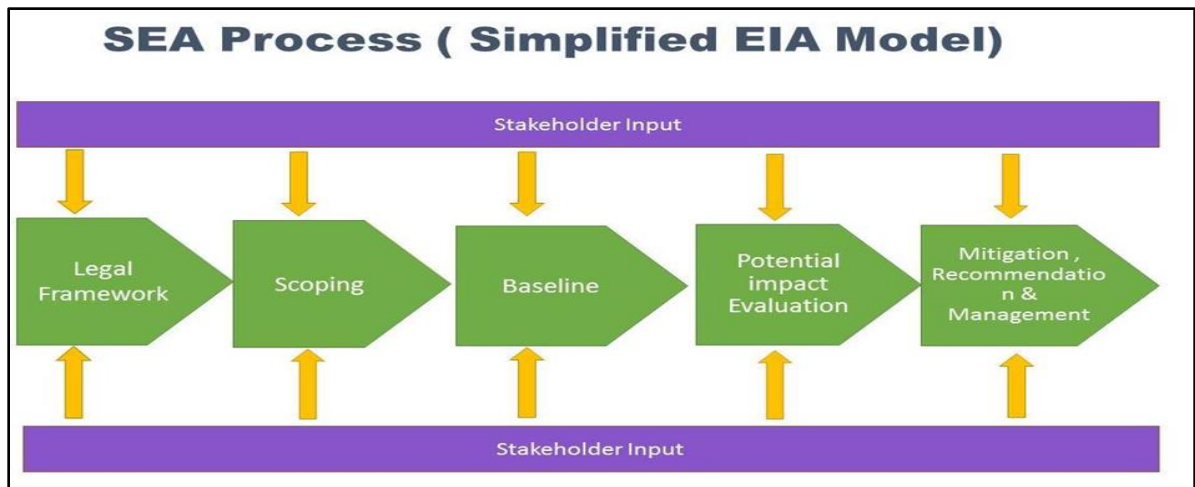 SEA Process ( Simplified EIA Model)
Stakeholder Input
Legal
Framework
Scoping
Baseline
Potential
impact
Evaluation
Mitigation ,
Recommendatio
n &
Management
Stakeholder Input